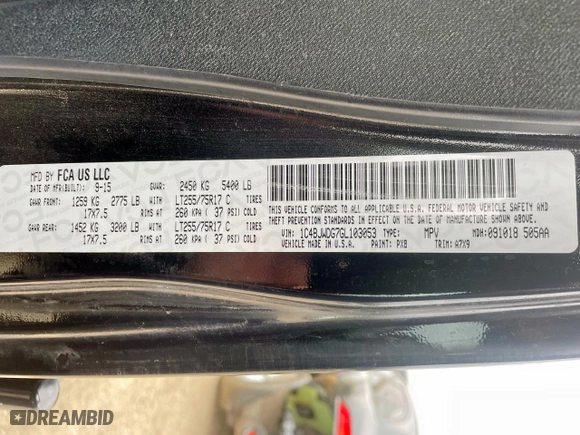 MFD BY FCA US LLC
DATE OF MFR(BUILT): 9-15 GVWR: 2450 KG 5400 LB
GAWR FRONT: 1259 KG 2775 LB LT255/75R17 C TIRES
17X7.5 RIMS AT 260 KPA ( 37 PSI) COLD
GAWR REAR: 1452 KG 3200 LB LT255/75R17 C TIRES
17X7.5 RIMS AT 260 KPA ( 37 PSI) COLD
THIS VEHICLE CONFORMS TO ALL APPLICABLE U.S.A. FEDERAL MOTOR VEHICLE SAFETY AND
THEFT PREVENTION STANDARDS IN EFFECT ON THE DATE OF MANUFACTURE SHOWN ABOVE.
VIN: 1C4BJWDG7GL103053 TYPE: MPV MDH: 091018 505AA
VEHICLE MADE IN U.S.A. PAINT: PX8 TRIM: A7X9
DREAMBID